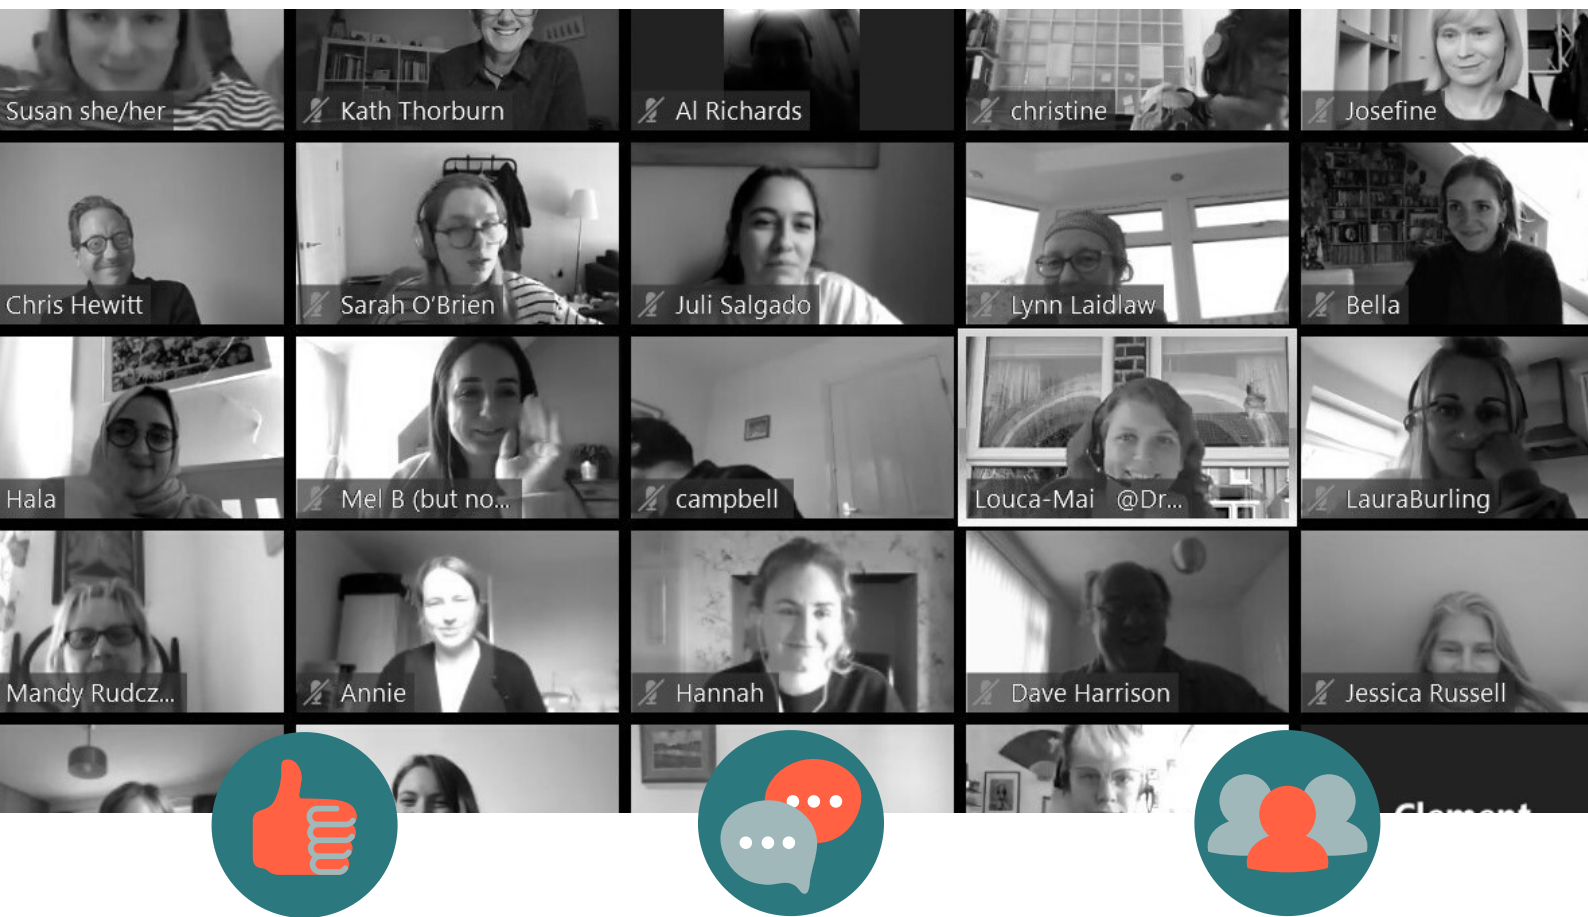 Susan she/her
Kath Thorburn
Al Richards
christine
Josefine
Chris Hewitt
Sarah O'Brien
Juli Salgado
Lynn Laidlaw
Bella
Hala
Mel B (but no...
campbell
Louca-Mai @Dr...
LauraBurling
Mandy Rudcz...
Annie
Hannah
Dave Harrison
Jessica Russell
Clement